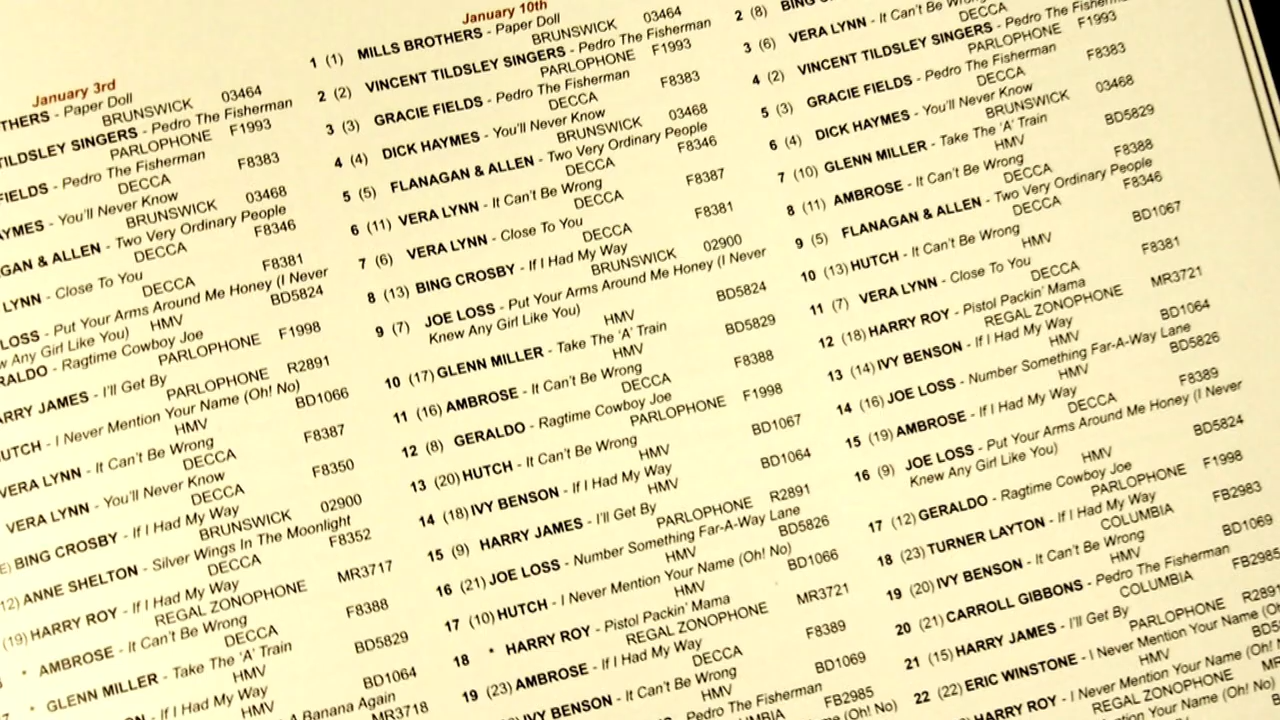 January 3rd
THERS - Paper Doll
BRUNSWICK 03464
TILDSLEY SINGERS - Pedro The Fisherman
PARLOPHONE F1993
FIELDS - Pedro The Fisherman
DECCA F8383
AYMES - You'll Never Know
BRUNSWICK 03468
GAN & ALLEN - Two Very Ordinary People
DECCA F8346
LYNN - Close To You
DECCA F8381
LOSS - Put Your Arms Around Me Honey (I Never
w Any Girl Like You) HMV BD5824
RALDO - Ragtime Cowboy Joe
PARLOPHONE F1998
RRY JAMES - I'll Get By
PARLOPHONE R2891
UTCH - I Never Mention Your Name (Oh! No)
HMV BD1066
VERA LYNN - It Can't Be Wrong
DECCA F8387
VERA LYNN - You'll Never Know
DECCA F8350
E) BING CROSBY - If I Had My Way
BRUNSWICK 02900
12) ANNE SHELTON - Silver Wings In The Moonlight
DECCA F8352
(19) HARRY ROY - If I Had My Way
REGAL ZONOPHONE MR3717
* AMBROSE - It Can't Be Wrong
DECCA F8388
* GLENN MILLER - Take The 'A' Train
HMV BD5829
ON - If I Had My Way
HMV BD1064
A Banana Again
MR3718
January 10th
1 (1) MILLS BROTHERS - Paper Doll
BRUNSWICK 03464
2 (2) VINCENT TILDSLEY SINGERS - Pedro The Fisherman
PARLOPHONE F1993
3 (3) GRACIE FIELDS - Pedro The Fisherman
DECCA F8383
4 (4) DICK HAYMES - You'll Never Know
BRUNSWICK 03468
5 (5) FLANAGAN & ALLEN - Two Very Ordinary People
DECCA F8346
6 (11) VERA LYNN - It Can't Be Wrong
DECCA F8387
7 (6) VERA LYNN - Close To You
DECCA F8381
8 (13) BING CROSBY - If I Had My Way
BRUNSWICK 02900
9 (7) JOE LOSS - Put Your Arms Around Me Honey (I Never
Knew Any Girl Like You)
HMV BD5824
10 (17) GLENN MILLER - Take The 'A' Train
HMV BD5829
11 (16) AMBROSE - It Can't Be Wrong
DECCA F8388
12 (8) GERALDO - Ragtime Cowboy Joe
PARLOPHONE F1998
13 (20) HUTCH - It Can't Be Wrong
HMV BD1067
14 (18) IVY BENSON - If I Had My Way
HMV BD1064
15 (9) HARRY JAMES - I'll Get By
PARLOPHONE R2891
16 (21) JOE LOSS - Number Something Far-A-Way Lane
HMV BD5826
17 (10) HUTCH - I Never Mention Your Name (Oh! No)
HMV BD1066
18 * HARRY ROY - Pistol Packin' Mama
REGAL ZONOPHONE MR3721
19 (23) AMBROSE - If I Had My Way
DECCA F8389
IVY BENSON - It Can't Be Wrong
HMV BD1069
Pedro The Fisherman
UMBIA FB2985
ention Your Name (Oh! No)
2 (8) BING
DECCA
3 (6) VERA LYNN - It Can't Be Wrong
4 (2) VINCENT TILDSLEY SINGERS - Pedro The Fisherman
PARLOPHONE F1993
5 (3) GRACIE FIELDS - Pedro The Fisherman
DECCA F8383
6 (4) DICK HAYMES - You'll Never Know
BRUNSWICK 03468
7 (10) GLENN MILLER - Take The 'A' Train
HMV BD5829
8 (11) AMBROSE - It Can't Be Wrong
DECCA F8388
9 (5) FLANAGAN & ALLEN - Two Very Ordinary People
DECCA F8346
10 (13) HUTCH - It Can't Be Wrong
HMV BD1067
11 (7) VERA LYNN - Close To You
DECCA F8381
12 (18) HARRY ROY - Pistol Packin' Mama
REGAL ZONOPHONE MR3721
13 (14) IVY BENSON - If I Had My Way
HMV BD1064
14 (16) JOE LOSS - Number Something Far-A-Way Lane
HMV BD5826
15 (19) AMBROSE - If I Had My Way
DECCA F8389
16 (9) JOE LOSS - Put Your Arms Around Me Honey (I Never
Knew Any Girl Like You)
HMV BD5824
17 (12) GERALDO - Ragtime Cowboy Joe
PARLOPHONE F1998
18 (23) TURNER LAYTON - If I Had My Way
COLUMBIA FB2983
19 (20) IVY BENSON - It Can't Be Wrong
HMV BD1069
20 (21) CARROLL GIBBONS - Pedro The Fisherman
COLUMBIA FB2985
21 (15) HARRY JAMES - I'll Get By
PARLOPHONE R2891
22 (22) ERIC WINSTONE - I Never Mention Your Name (O
HMV BD5
HARRY ROY - I Never Mention Your Name (Oh! N
REGAL ZONOPHONE MR
ntion Your Name (Oh! No)